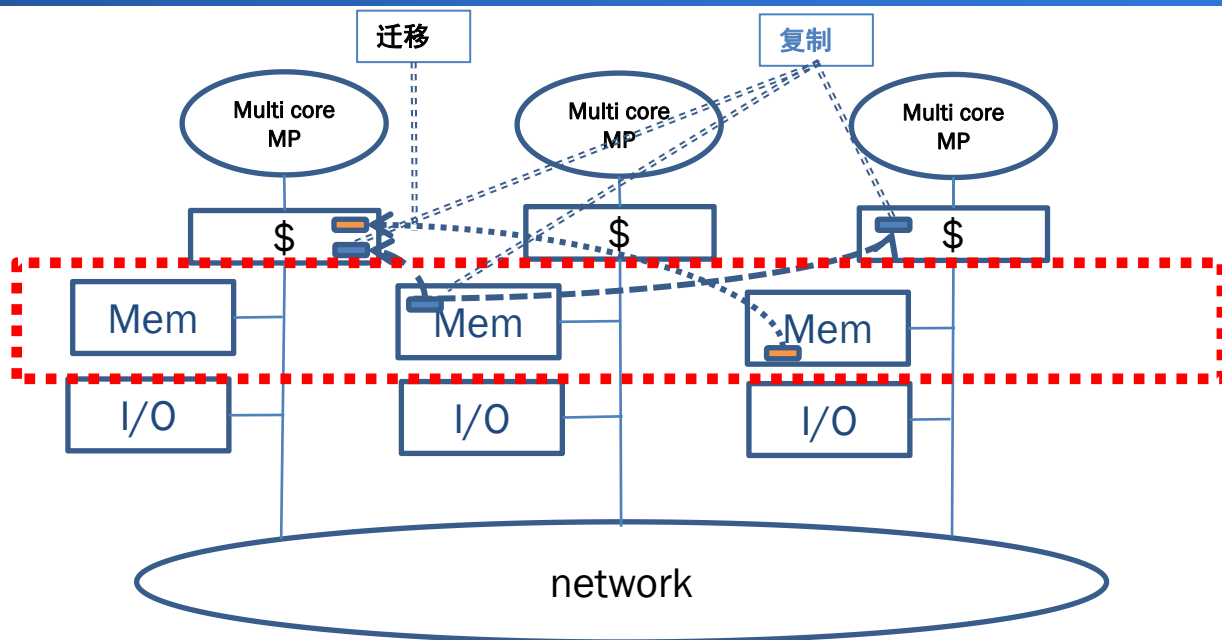 迁移
复制
Multi core
MP
Multi core
MP
Multi core
MP
$
$
$
Mem
Mem
Mem
I/O
I/O
I/O
network